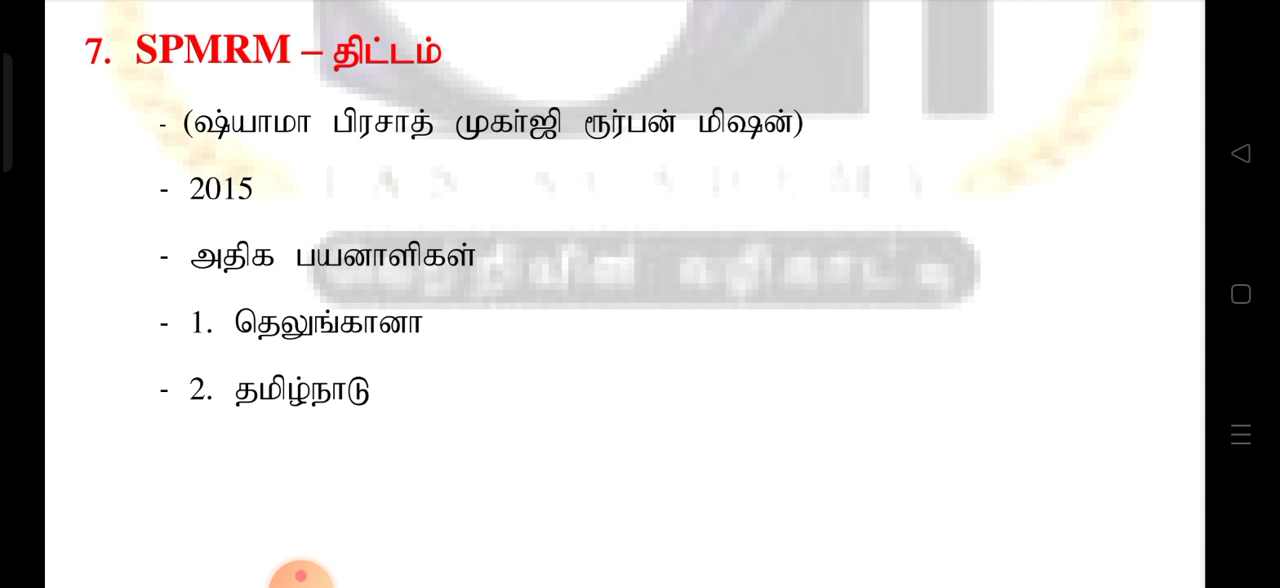 7. SPMRM – திட்டம்
- (ஷ்யாமா பிரசாத் முகர்ஜி ரூர்பன் மிஷன்)
- 2015
- அதிக பயனாளிகள்
- 1. தெலுங்கானா
- 2. தமிழ்நாடு